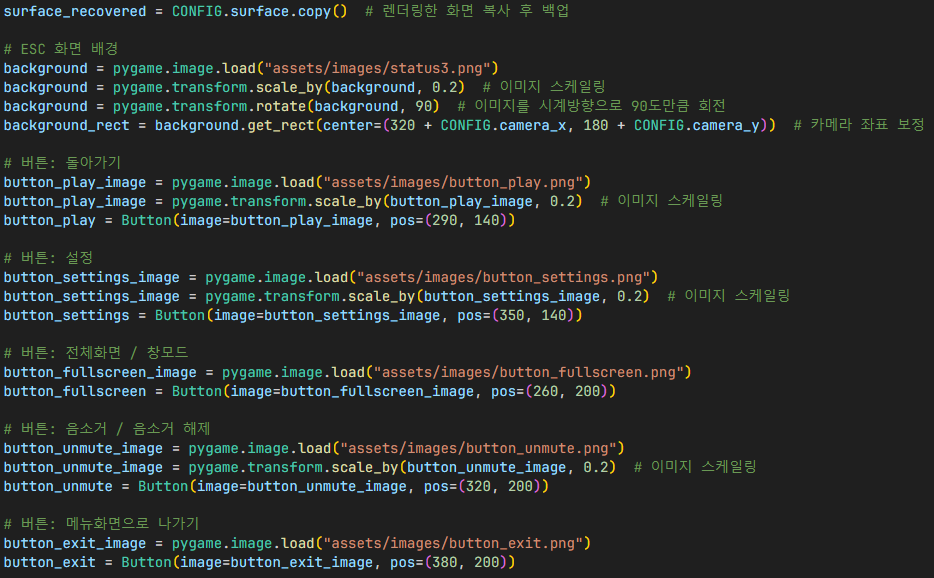 surface_recovered = CONFIG.surface.copy()  # 렌더링한 화면 복사 후 백업
# ESC 화면 배경
background = pygame.image.load("assets/images/status3.png")
background = pygame.transform.scale_by(background, 0.2)  # 이미지 스케일링
background = pygame.transform.rotate(background, 90)  # 이미지를 시계방향으로 90도만큼 회전
background_rect = background.get_rect(center=(320 + CONFIG.camera_x, 180 + CONFIG.camera_y))  # 카메라 좌표 보정
# 버튼: 돌아가기
button_play_image = pygame.image.load("assets/images/button_play.png")
button_play_image = pygame.transform.scale_by(button_play_image, 0.2)  # 이미지 스케일링
button_play = Button(image=button_play_image, pos=(290, 140))
# 버튼: 설정
button_settings_image = pygame.image.load("assets/images/button_settings.png")
button_settings_image = pygame.transform.scale_by(button_settings_image, 0.2)  # 이미지 스케일링
button_settings = Button(image=button_settings_image, pos=(350, 140))
# 버튼: 전체화면 / 창모드
button_fullscreen_image = pygame.image.load("assets/images/button_fullscreen.png")
button_fullscreen = Button(image=button_fullscreen_image, pos=(260, 200))
# 버튼: 음소거 / 음소거 해제
button_unmute_image = pygame.image.load("assets/images/button_unmute.png")
button_unmute_image = pygame.transform.scale_by(button_unmute_image, 0.2)  # 이미지 스케일링
button_unmute = Button(image=button_unmute_image, pos=(320, 200))
# 버튼: 메뉴화면으로 나가기
button_exit_image = pygame.image.load("assets/images/button_exit.png")
button_exit = Button(image=button_exit_image, pos=(380, 200))